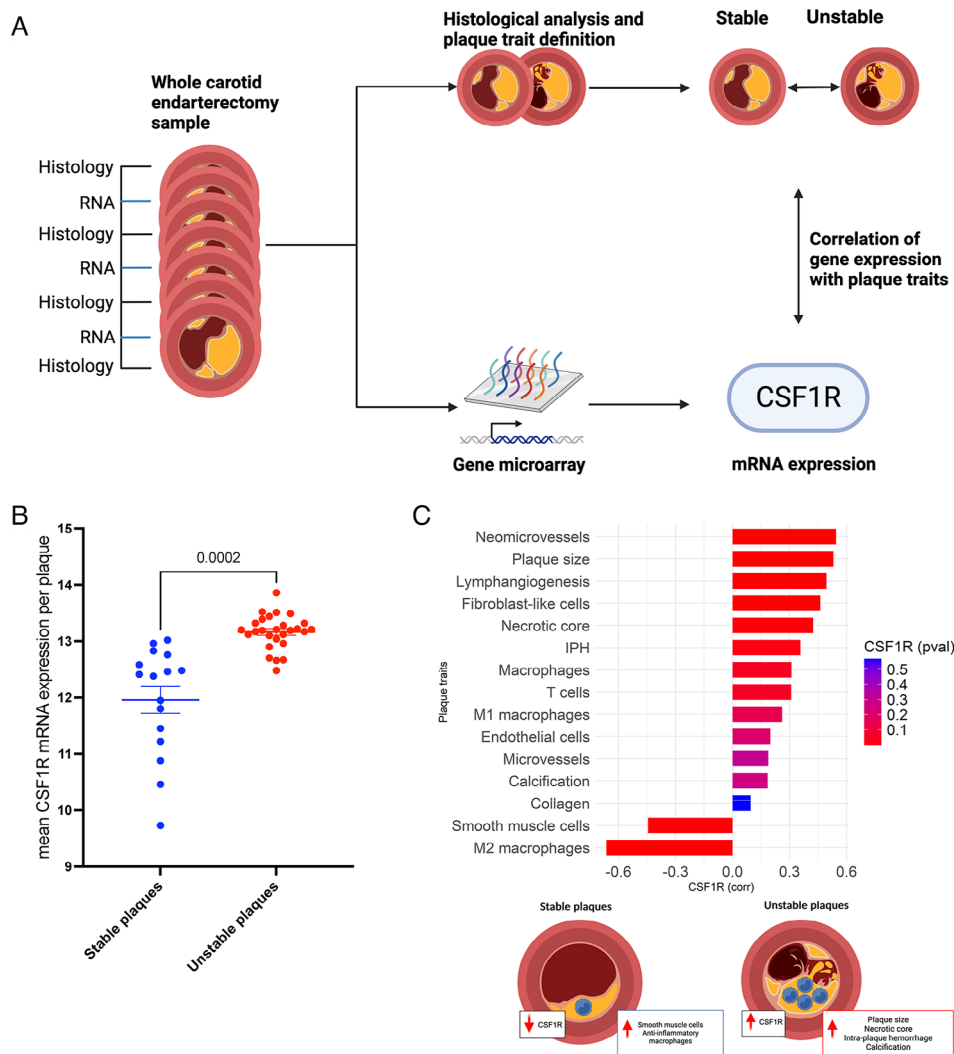 A
Histological analysis and
plaque trait definition
Stable
Unstable
Whole carotid
endarterectomy
sample
Histology
RNA
Histology
RNA
Histology
RNA
Histology
Correlation of
gene expression
with plaque traits
CSF1R
Gene microarray
mRNA expression
B
mean CSF1R mRNA expression per plaque
15
14
13
12
11
10
9
0.0002
Stable plaques
Unstable plaques
C
Plaque traits
Neomicrovessels
Plaque size
Lymphangiogenesis
Fibroblast-like cells
Necrotic core
IPH
Macrophages
T cells
M1 macrophages
Endothelial cells
Microvessels
Calcification
Collagen
Smooth muscle cells
M2 macrophages
-0.6 -0.3 0.0 0.3 0.6
CSF1R (corr)
CSF1R (pval)
0.5
0.4
0.3
0.2
0.1
Stable plaques
CSF1R
Smooth muscle cells
Anti-inflammatory
macrophages
Unstable plaques
CSF1R
Plaque size
Necrotic core
Intra-plaque hemorrhage
Calcification